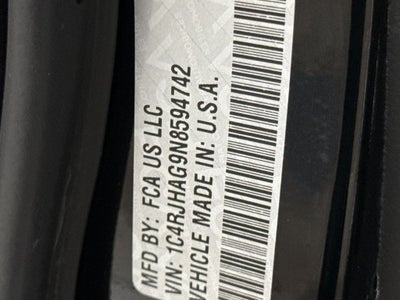 MFD BY: FCA US LLC
VIN: 1C4RJHAG9N8594742
VEHICLE MADE IN: U.S.A.